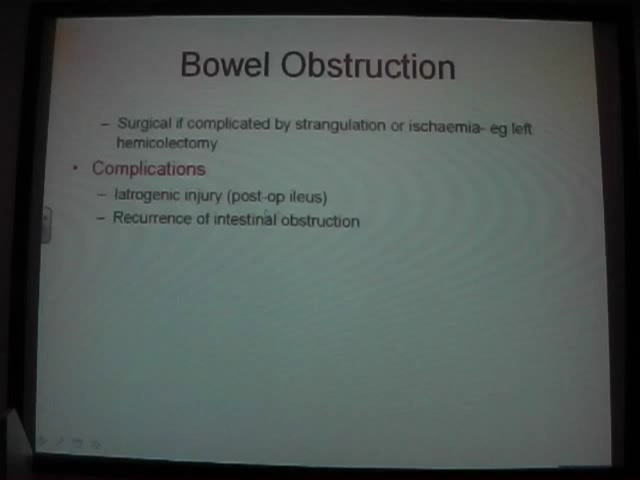 Bowel Obstruction
– Surgical if complicated by strangulation or ischaemia- eg left
hemicolectomy
• Complications
– Iatrogenic injury (post-op ileus)
– Recurrence of intestinal obstruction